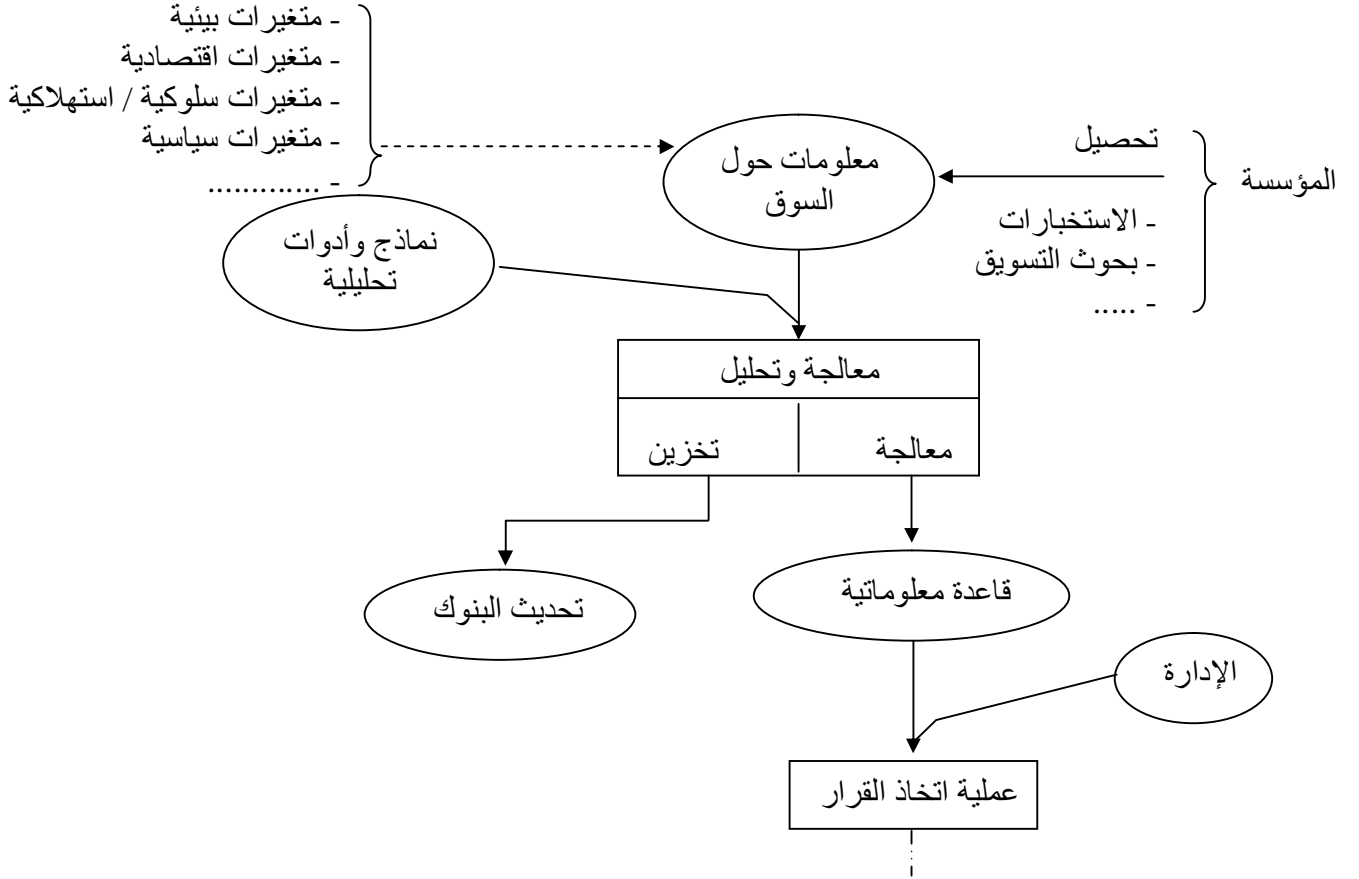 - متغيرات بيئية
- متغيرات اقتصادية
- متغيرات سلوكية / استهلاكية
- متغيرات سياسية
- .............
المؤسسة
تحصيل
- الاستخبارات
- بحوث التسويق
- .....
معلومات حول
السوق
نماذج وأدوات
تحليلية
معالجة وتحليل
معالجة
تخزين
قاعدة معلوماتية
تحديث البنوك
الإدارة
عملية اتخاذ القرار